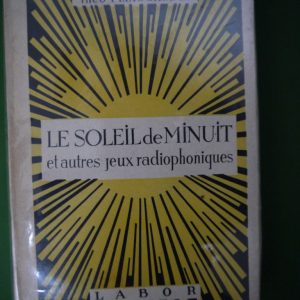 LE SOLEIL de MiNUiT
et autres jeux radiophoniques
LABOR